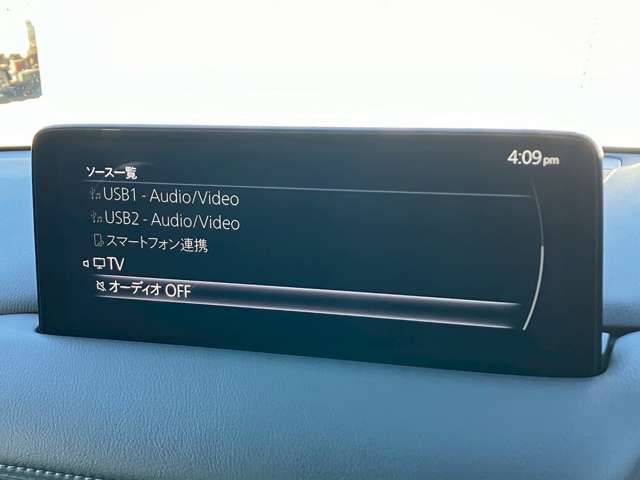 4:09pm
ソース一覧
USB1 - Audio/Video
USB2 - Audio/Video
スマートフォン連携
TV
オーディオ OFF